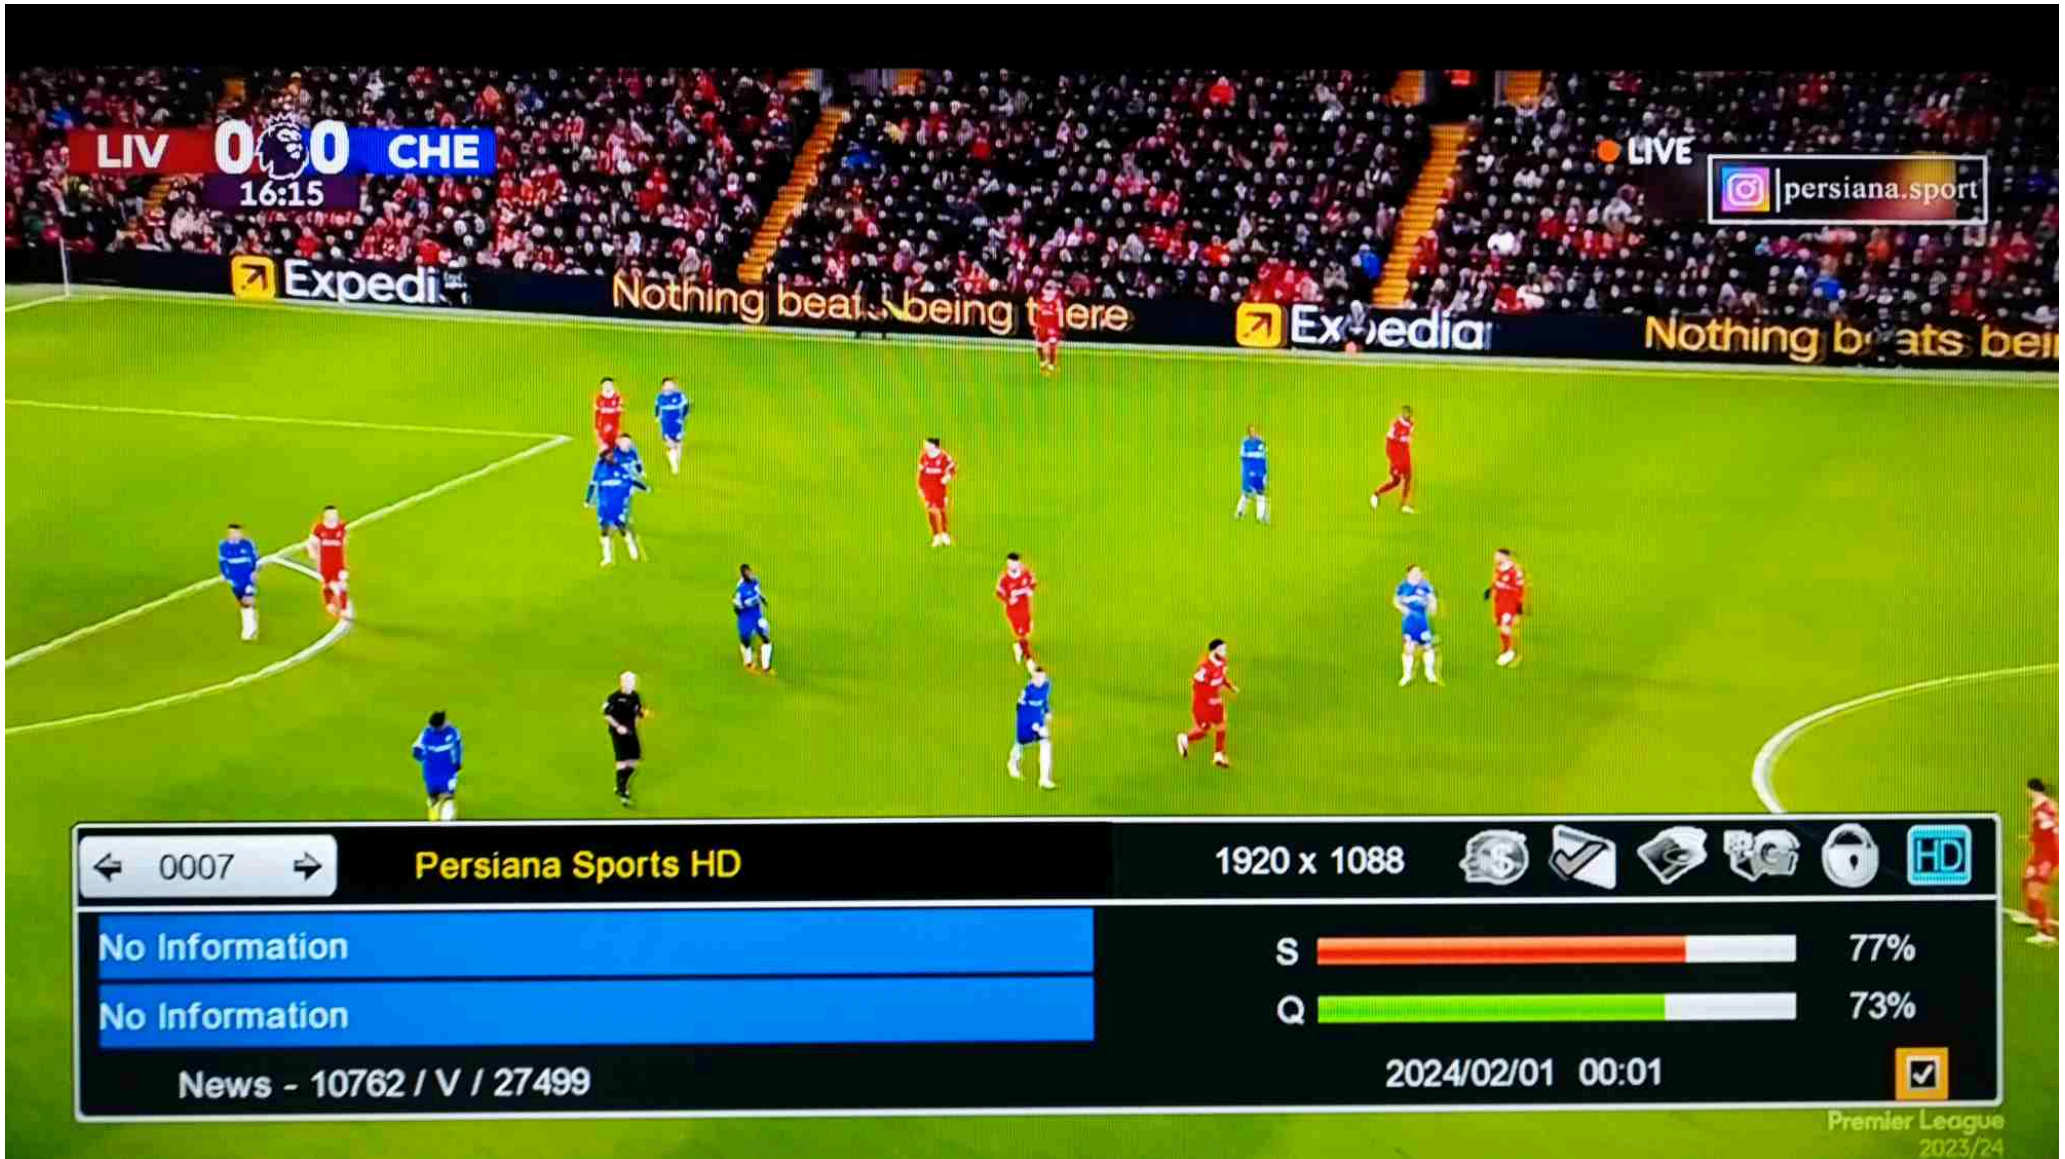 LIV 0 0 CHE
16:15
LIVE
persiana.sport
Expedi
Nothing beats being there
Expedia
Nothing beats bei
0007
Persiana Sports HD
1920 x 1088
HD
No Information
S 77%
No Information
Q 73%
News - 10762 / V / 27499
2024/02/01 00:01
Premier League
2023/24